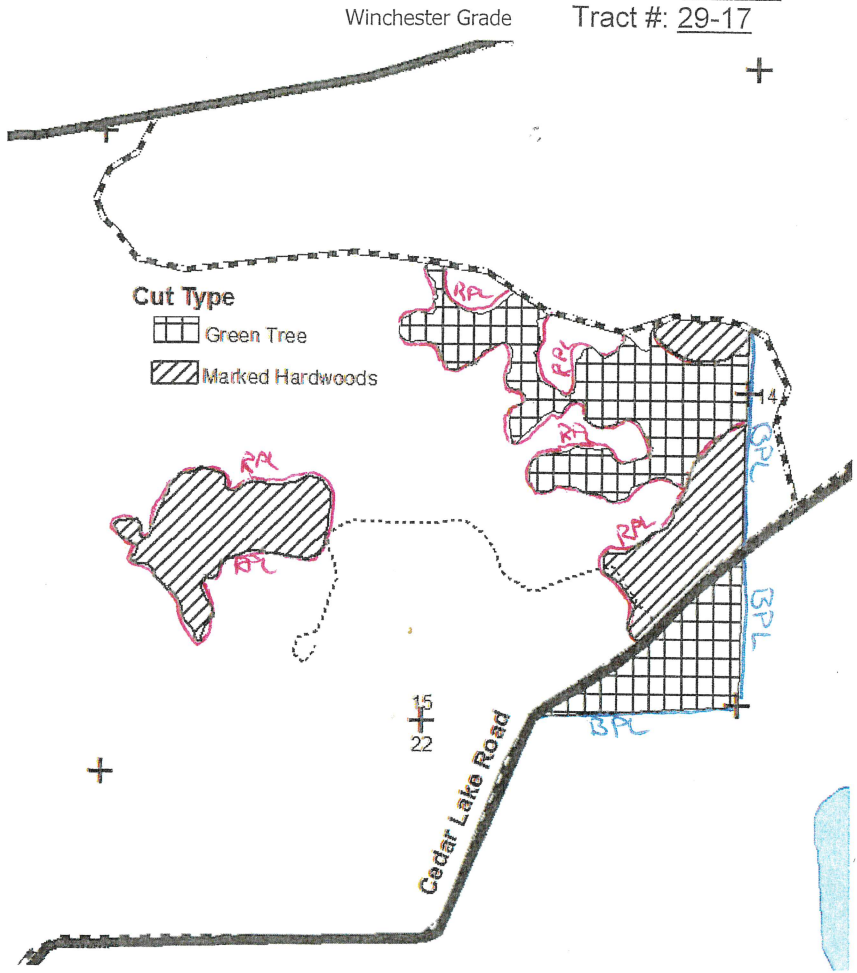 Winchester Grade
Tract #: 29-17
BPL
Cut Type
Green Tree
Marked Hardwoods
RPL
14
BPL
RPL
RPL
RPL
RPL
BPL
15
22
BPL
Cedar Lake Road